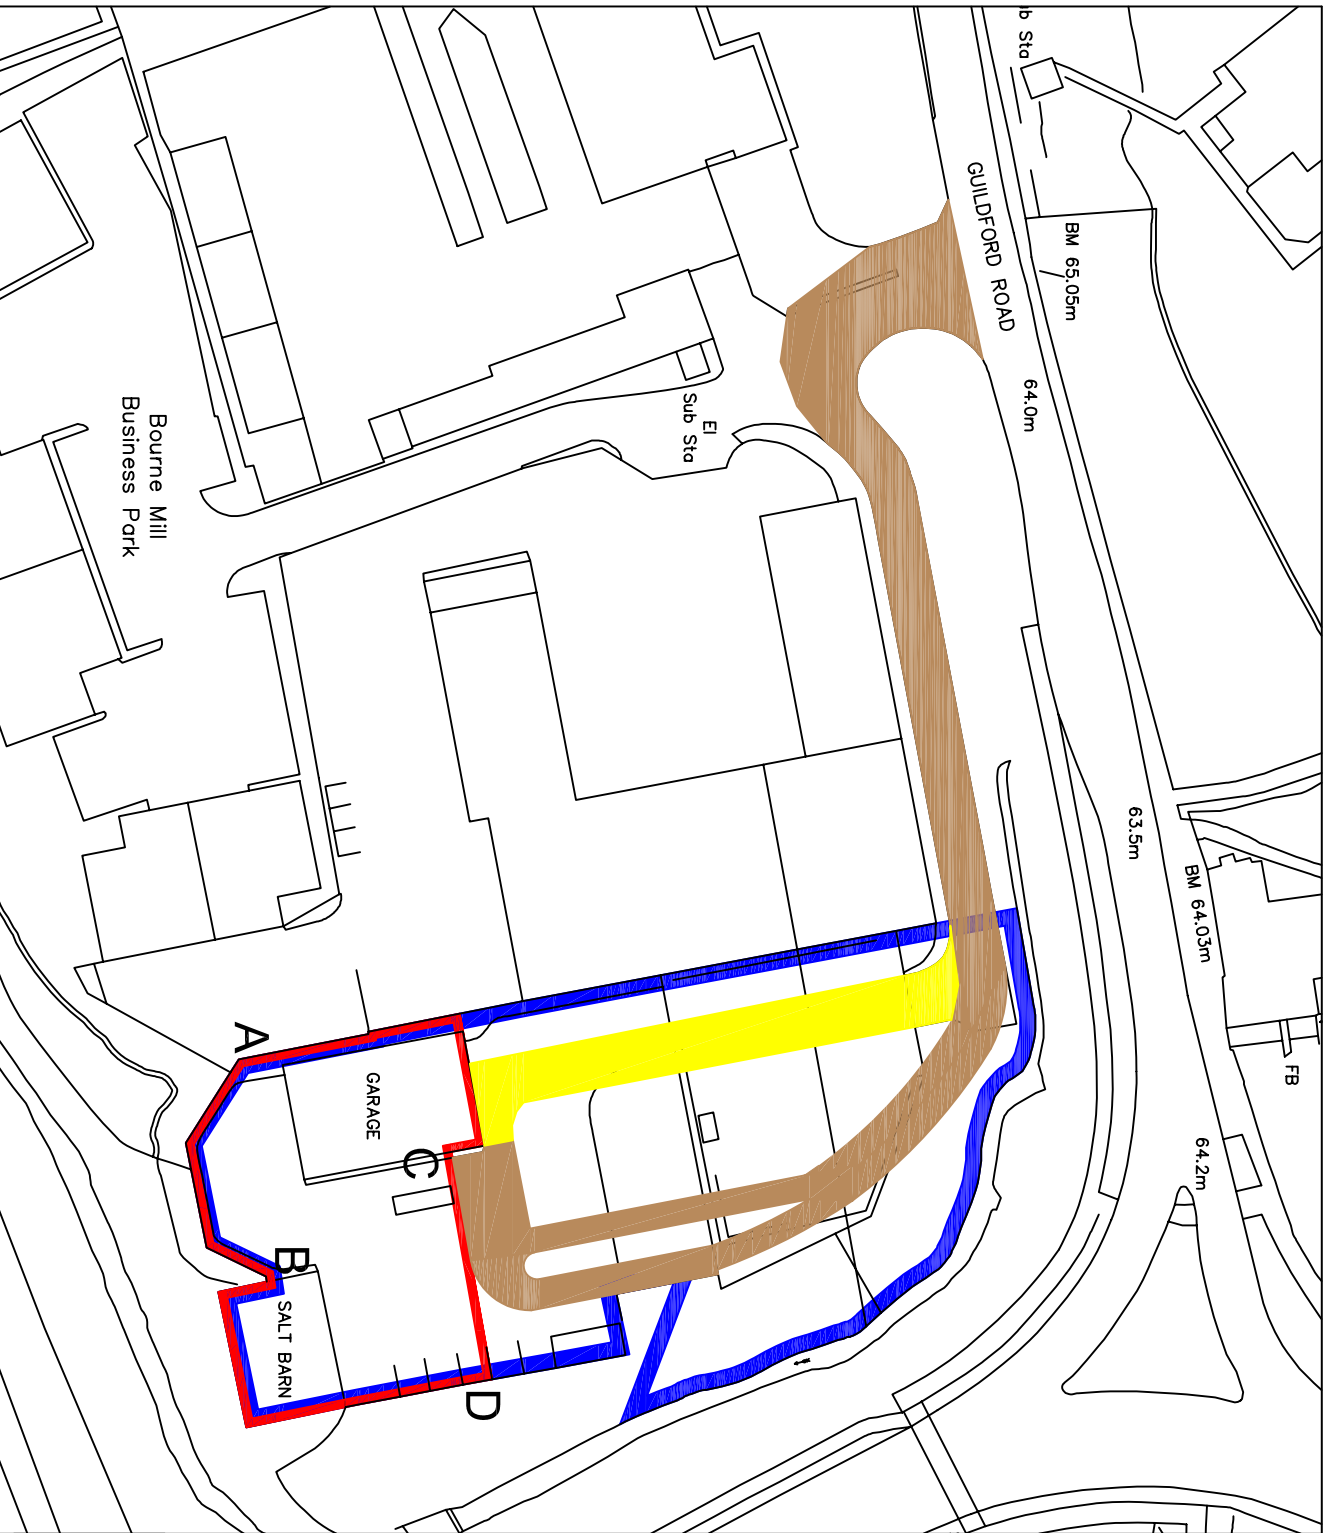 b Sta
GUILDFORD ROAD
BM 65.05m
64.0m
El
Sub Sta
Bourne Mill
Business Park
63.5m
BM 64.03m
FB
64.2m
A
GARAGE
C
B
SALT BARN
D